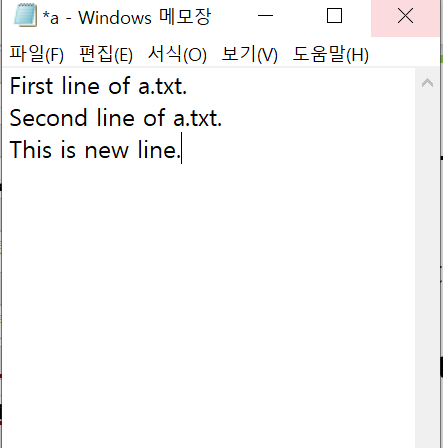 *a - Windows 메모장
파일(F) 편집(E) 서식(O) 보기(V) 도움말(H)
First line of a.txt.
Second line of a.txt.
This is new line.